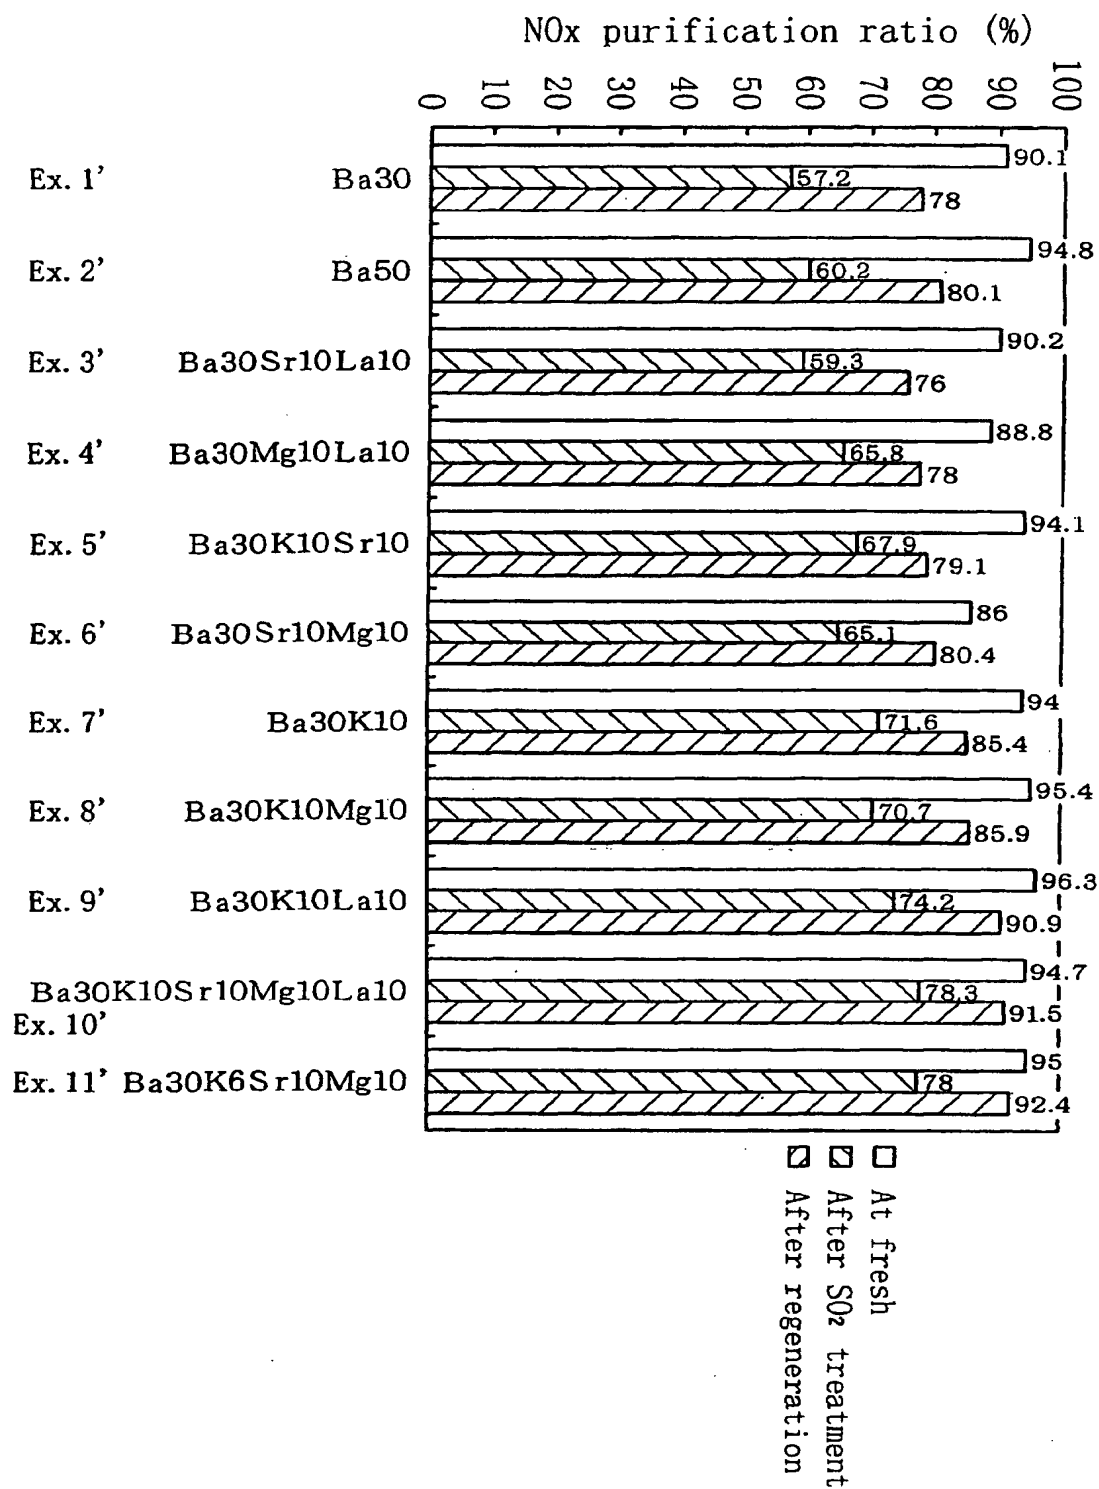 NOx purification ratio (%)
0 10 20 30 40 50 60 70 80 90 100
Ex. 1' Ba30 90.1
57.2
78
Ex. 2' Ba50 94.8
60.2
80.1
Ex. 3' Ba30Sr10La10 90.2
59.3
76
Ex. 4' Ba30Mg10La10 88.8
65.8
78
Ex. 5' Ba30K10Sr10 94.1
67.9
79.1
Ex. 6' Ba30Sr10Mg10 86
65.1
80.4
Ex. 7' Ba30K10 94
71.6
85.4
Ex. 8' Ba30K10Mg10 95.4
70.7
85.9
Ex. 9' Ba30K10La10 96.3
74.2
90.9
Ba30K10Sr10Mg10La10 94.7
78.3
Ex. 10' 91.5
Ex. 11' Ba30K6Sr10Mg10 95
78
92.4
At fresh
After SO2 treatment
After regeneration